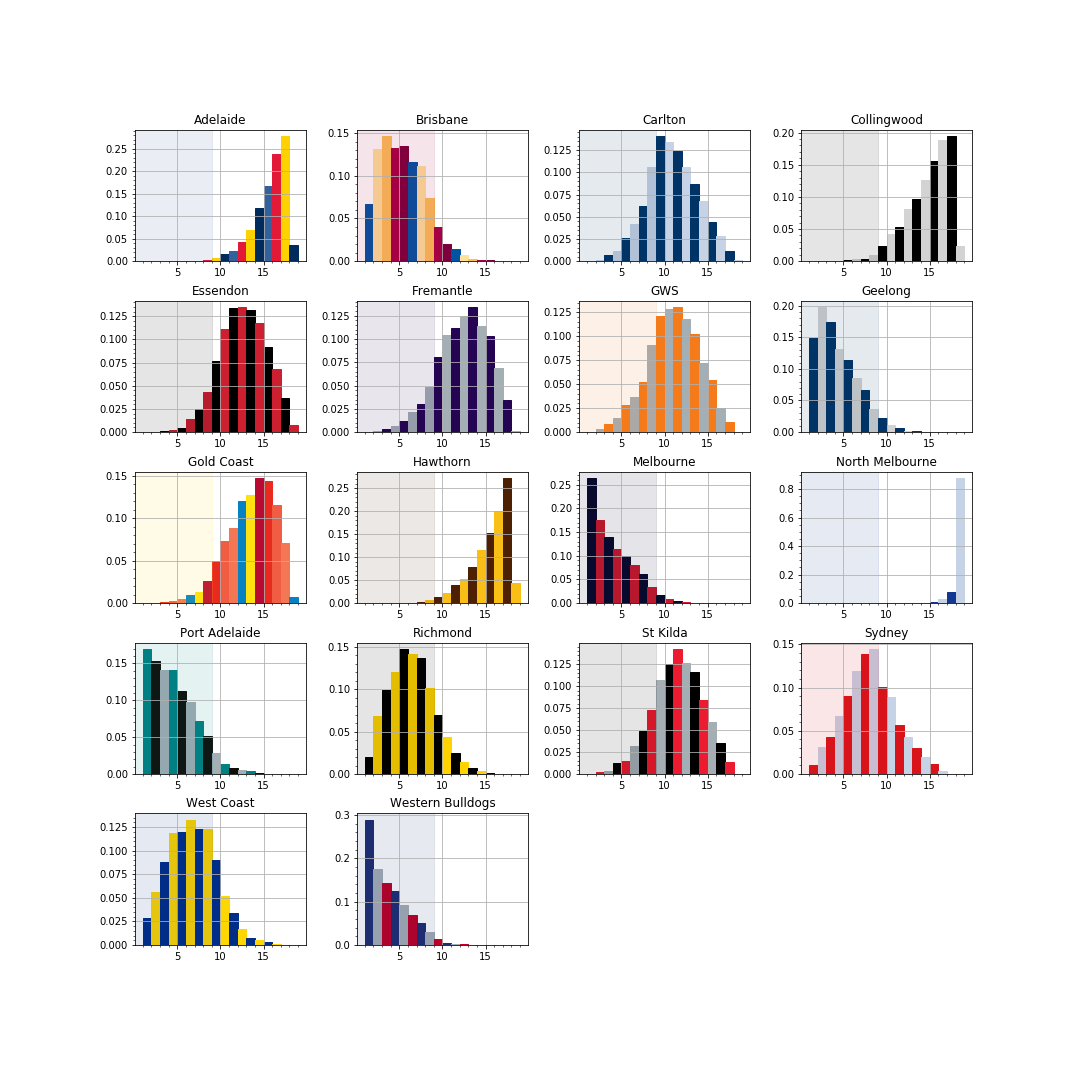 Adelaide
0.25
0.20
0.15
0.10
0.05
0.00
5 10 15
Brisbane
0.15
0.10
0.05
0.00
5 10 15
Carlton
0.125
0.100
0.075
0.050
0.025
0.000
5 10 15
Collingwood
0.20
0.15
0.10
0.05
0.00
5 10 15
Essendon
0.125
0.100
0.075
0.050
0.025
0.000
5 10 15
Fremantle
0.125
0.100
0.075
0.050
0.025
0.000
5 10 15
GWS
0.125
0.100
0.075
0.050
0.025
0.000
5 10 15
Geelong
0.20
0.15
0.10
0.05
0.00
5 10 15
Gold Coast
0.15
0.10
0.05
0.00
5 10 15
Hawthorn
0.25
0.20
0.15
0.10
0.05
0.00
5 10 15
Melbourne
0.25
0.20
0.15
0.10
0.05
0.00
5 10 15
North Melbourne
0.8
0.6
0.4
0.2
0.0
5 10 15
Port Adelaide
0.15
0.10
0.05
0.00
5 10 15
Richmond
0.15
0.10
0.05
0.00
5 10 15
St Kilda
0.125
0.100
0.075
0.050
0.025
0.000
5 10 15
Sydney
0.15
0.10
0.05
0.00
5 10 15
West Coast
0.125
0.100
0.075
0.050
0.025
0.000
5 10 15
Western Bulldogs
0.3
0.2
0.1
0.0
5 10 15